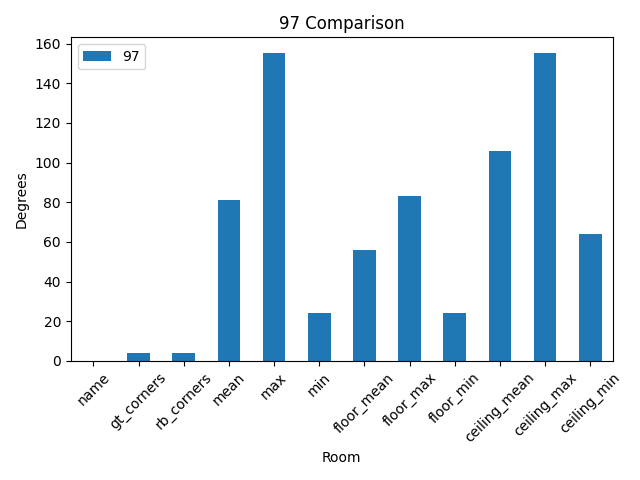 97 Comparison
97
Degrees
160
140
120
100
80
60
40
20
0
name
gt_corners
rb_corners
mean
max
min
floor_mean
floor_max
floor_min
ceiling_mean
ceiling_max
ceiling_min
Room